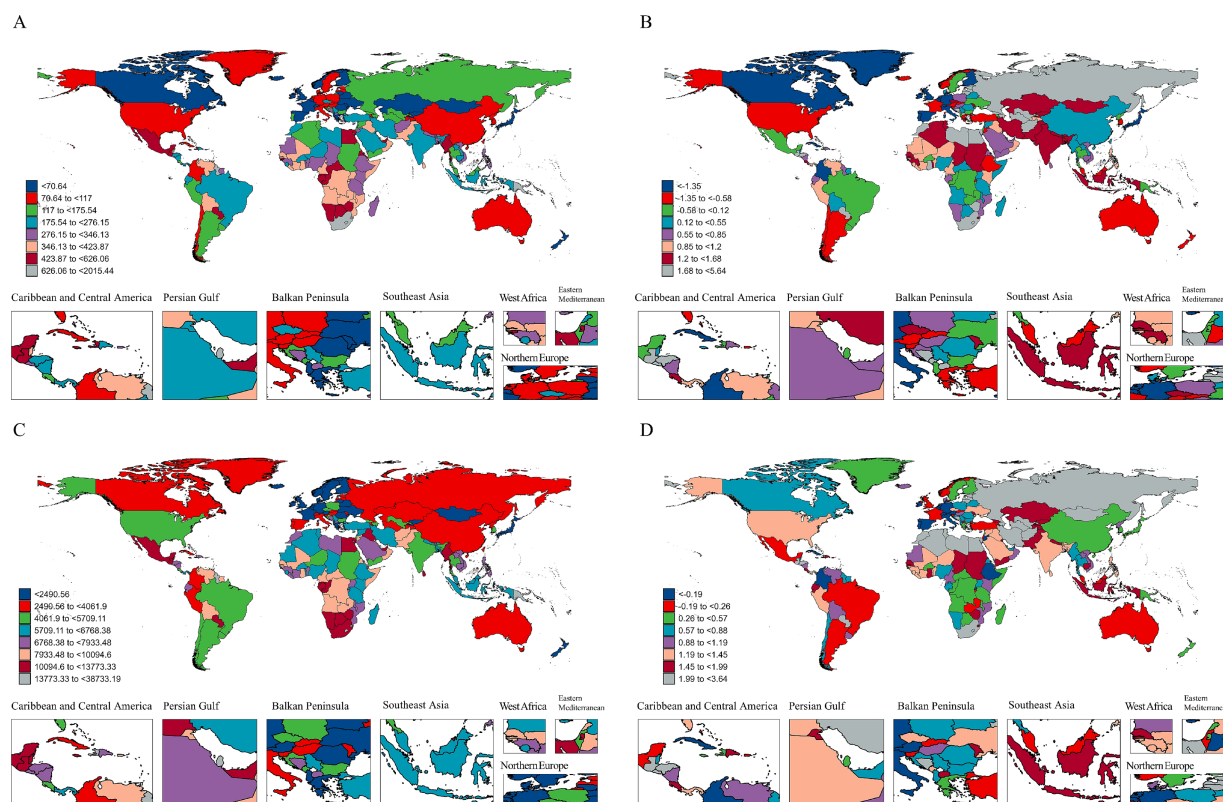 A
<70.64
70.64 to <117
117 to <175.54
175.54 to <276.15
276.15 to <346.13
346.13 to <423.87
423.87 to <626.06
626.06 to <2015.44
Caribbean and Central America
Persian Gulf
Balkan Peninsula
Southeast Asia
West Africa
Eastern
Mediterranean
Northern Europe
B
<-1.35
-1.35 to <-0.58
-0.58 to <0.12
0.12 to <0.55
0.55 to <0.85
0.85 to <1.2
1.2 to <1.68
1.68 to <5.64
Caribbean and Central America
Persian Gulf
Balkan Peninsula
Southeast Asia
West Africa
Eastern
Mediterranean
Northern Europe
C
<2490.56
2490.56 to <4061.9
4061.9 to <5709.11
5709.11 to <6768.38
6768.38 to <7933.48
7933.48 to <10094.6
10094.6 to <13773.33
13773.33 to <38733.19
Caribbean and Central America
Persian Gulf
Balkan Peninsula
Southeast Asia
West Africa
Eastern
Mediterranean
Northern Europe
D
<-0.19
-0.19 to <0.26
0.26 to <0.57
0.57 to <0.88
0.88 to <1.19
1.19 to <1.45
1.45 to <1.99
1.99 to <3.64
Caribbean and Central America
Persian Gulf
Balkan Peninsula
Southeast Asia
West Africa
Eastern
Mediterranean
Northern Europe